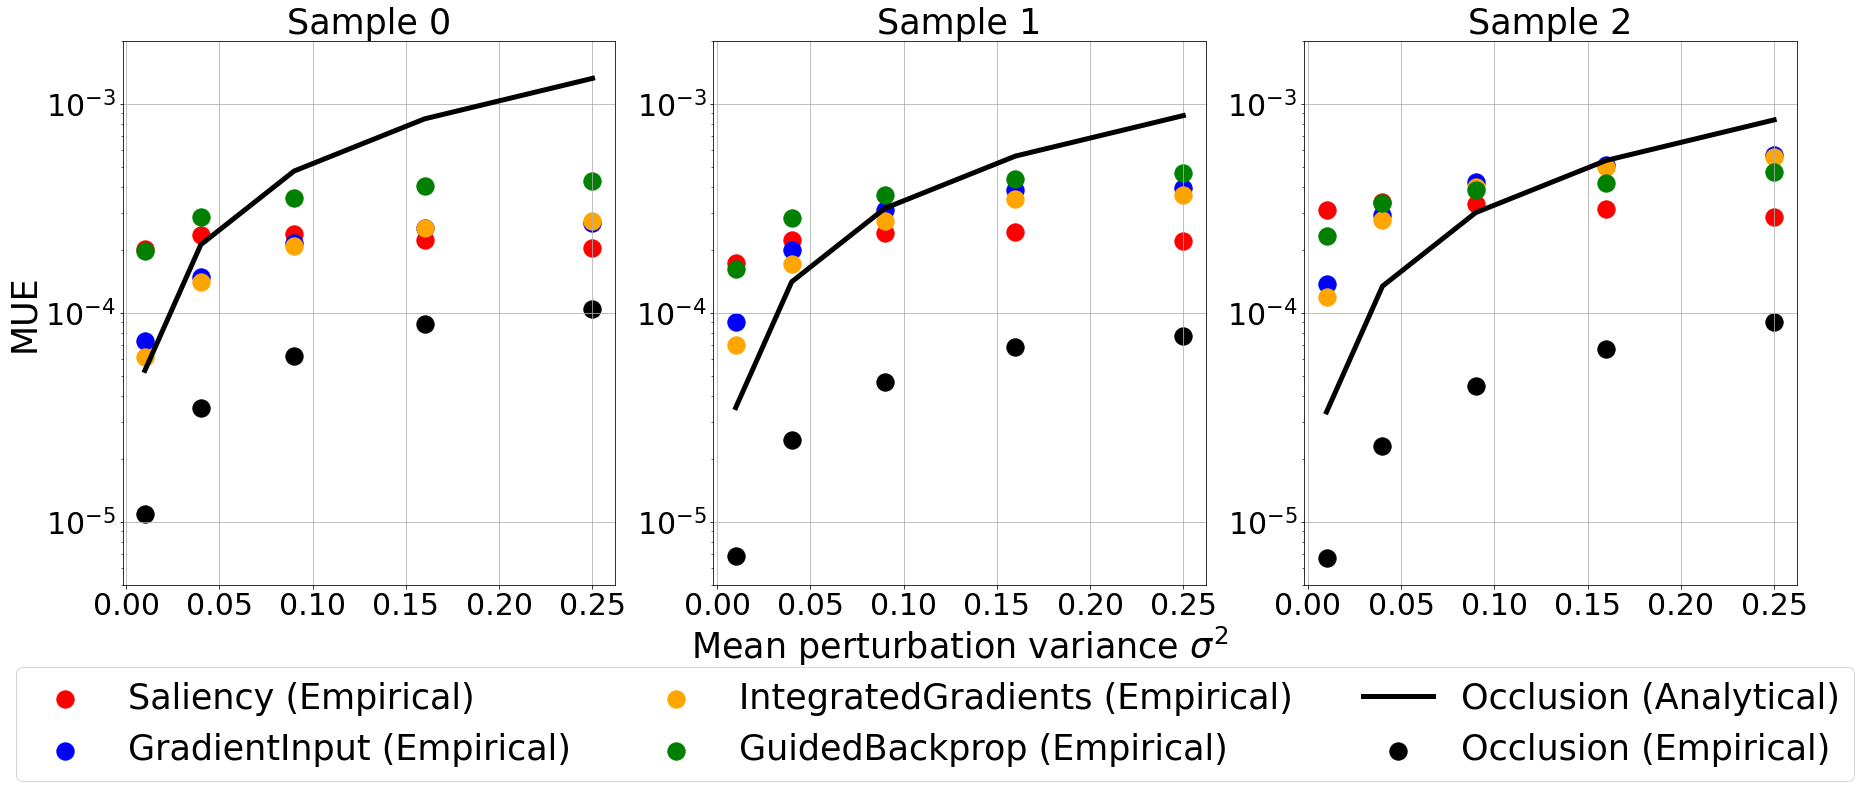 Sample 0
Sample 1
Sample 2
MUE
10⁻³
10⁻⁴
10⁻⁵
0.00 0.05 0.10 0.15 0.20 0.25
10⁻³
10⁻⁴
10⁻⁵
0.00 0.05 0.10 0.15 0.20 0.25
10⁻³
10⁻⁴
10⁻⁵
0.00 0.05 0.10 0.15 0.20 0.25
Mean perturbation variance σ²
Saliency (Empirical)
GradientInput (Empirical)
IntegratedGradients (Empirical)
GuidedBackprop (Empirical)
Occlusion (Analytical)
Occlusion (Empirical)